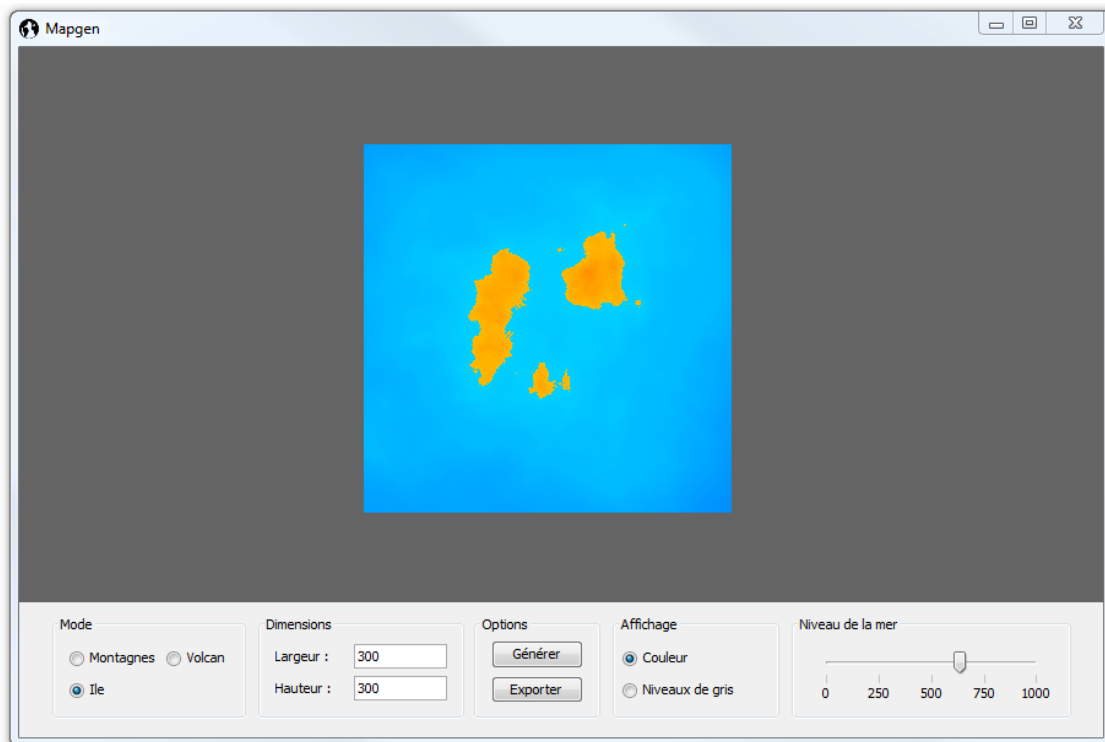 Mapgen
Mode
Montagnes Volcan
Ile
Dimensions
Largeur : 300
Hauteur : 300
Options
Générer
Exporter
Affichage
Couleur
Niveaux de gris
Niveau de la mer
0 250 500 750 1000